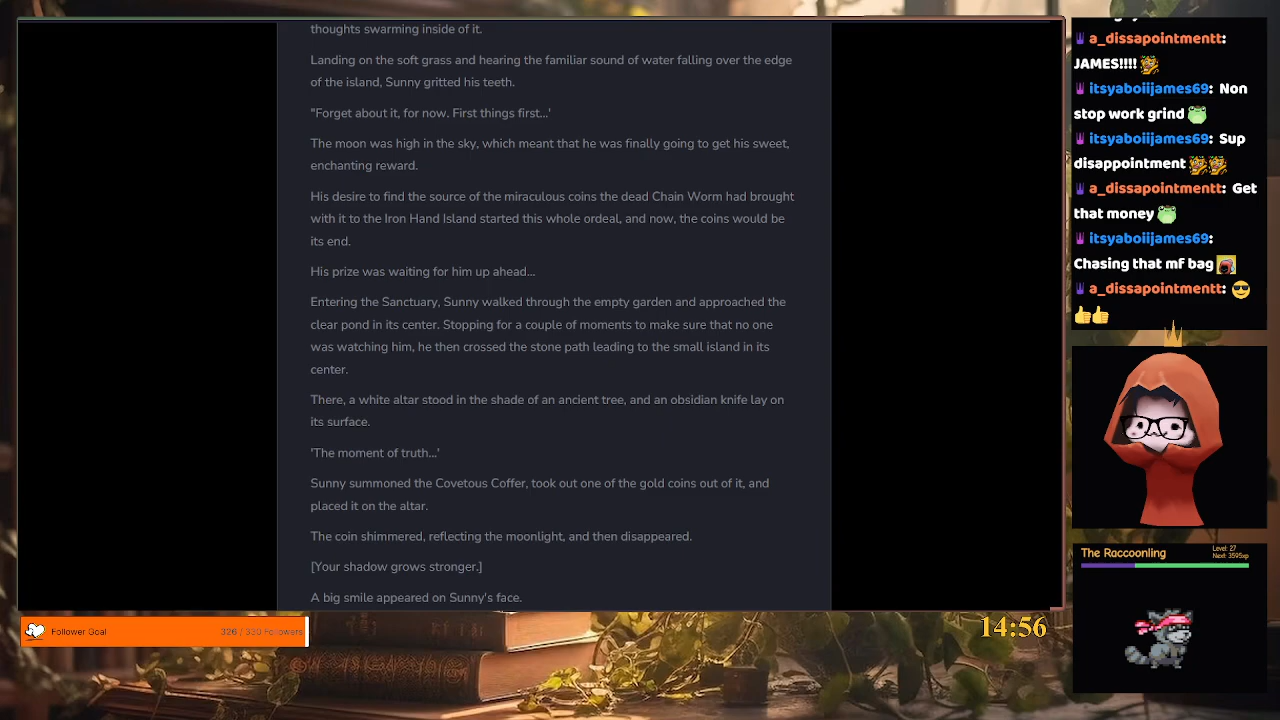 thoughts swarming inside of it.
Landing on the soft grass and hearing the familiar sound of water falling over the edge
of the island, Sunny gritted his teeth.
"Forget about it, for now. First things first...'
The moon was high in the sky, which meant that he was finally going to get his sweet,
enchanting reward.
His desire to find the source of the miraculous coins the dead Chain Worm had brought
with it to the Iron Hand Island started this whole ordeal, and now, the coins would be
its end.
His prize was waiting for him up ahead...
Entering the Sanctuary, Sunny walked through the empty garden and approached the
clear pond in its center. Stopping for a couple of moments to make sure that no one
was watching him, he then crossed the stone path leading to the small island in its
center.
There, a white altar stood in the shade of an ancient tree, and an obsidian knife lay on
its surface.
'The moment of truth...'
Sunny summoned the Covetous Coffer, took out one of the gold coins out of it, and
placed it on the altar.
The coin shimmered, reflecting the moonlight, and then disappeared.
[Your shadow grows stronger.]
A big smile appeared on Sunny's face.
a_dissapointmentt:
JAMES!!!!
itsyaboiijames69: Non
stop work grind
itsyaboiijames69: Sup
disappointment
a_dissapointmentt: Get
that money
itsyaboiijames69:
Chasing that mf bag
a_dissapointmentt:
The Raccoonling
Level: 27
Next: 3595xp
Follower Goal
326 / 330 Followers
14:56